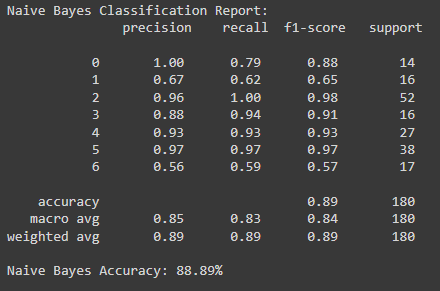 Naive Bayes Classification Report:
precision recall f1-score support
0 1.00 0.79 0.88 14
1 0.67 0.62 0.65 16
2 0.96 1.00 0.98 52
3 0.88 0.94 0.91 16
4 0.93 0.93 0.93 27
5 0.97 0.97 0.97 38
6 0.56 0.59 0.57 17
accuracy 0.89 180
macro avg 0.85 0.83 0.84 180
weighted avg 0.89 0.89 0.89 180
Naive Bayes Accuracy: 88.89%